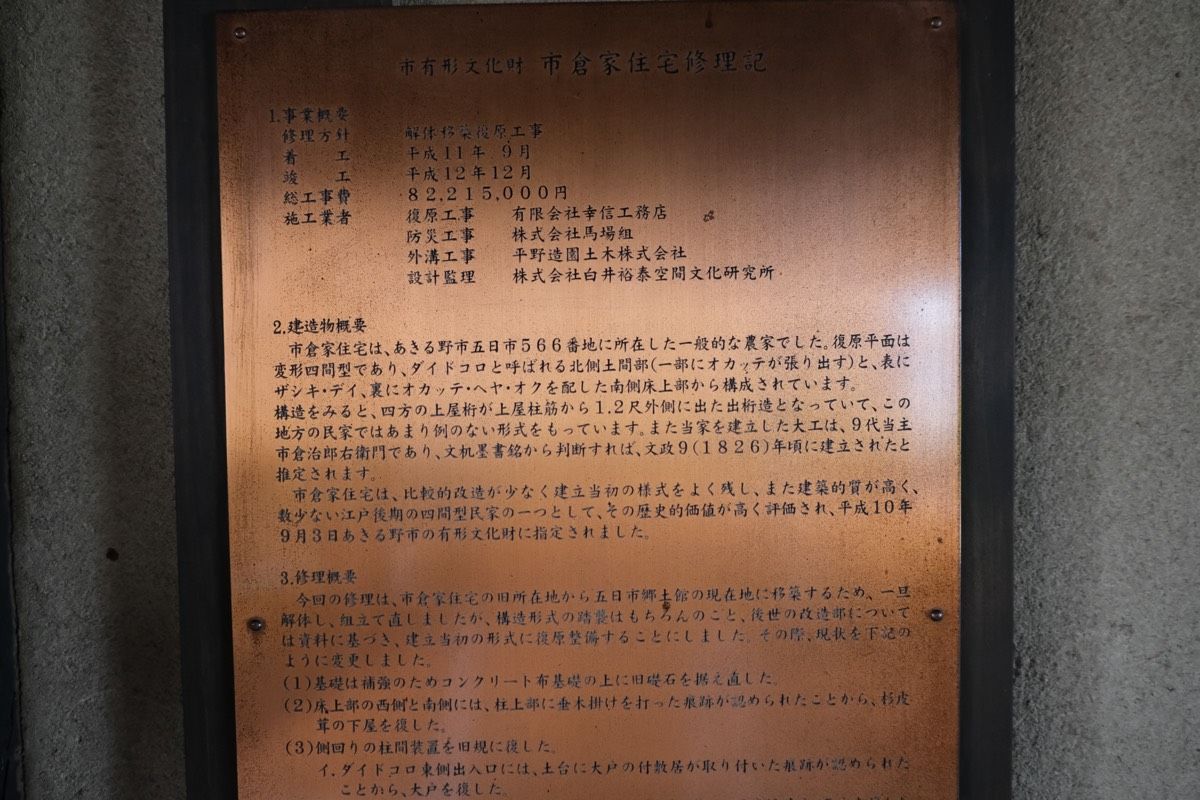 市有形文化財 市倉家住宅修理記
1.事業概要
修理方針 解体移築復原工事
着工 平成11年 9月
竣工 平成12年12月
総工事費 82,215,000円
施工業者 復原工事 有限会社幸信工務店
防災工事 株式会社馬場組
外溝工事 平野造園土木株式会社
設計監理 株式会社白井裕泰空間文化研究所
2.建造物概要
市倉家住宅は、あきる野市五日市566番地に所在した一般的な農家でした。復原平面は
変形四間型であり、ダイドコロと呼ばれる北側土間部(一部にオカッテが張り出す)と、表に
ザシキ・デイ、裏にオカッテ・ヘヤ・オクを配した南側床上部から構成されています。
構造をみると、四方の上屋桁が上屋柱筋から1.2尺外側に出た出桁造となっていて、この
地方の民家ではあまり例のない形式をもっています。また当家を建立した大工は、9代当主
市倉治郎右衛門であり、文机墨書銘から判断すれば、文政9(1826)年頃に建立されたと
推定されます。
市倉家住宅は、比較的改造が少なく建立当初の様式をよく残し、また建築的質が高く、
数少ない江戸後期の四間型民家の一つとして、その歴史的価値が高く評価され、平成10年
9月3日あきる野市の有形文化財に指定されました。
3.修理概要
今回の修理は、市倉家住宅の旧所在地から五日市郷土館の現在地に移築するため、一旦
解体し、組立て直しましたが、構造形式の踏襲はもちろんのこと、後世の改造部について
は資料に基づき、建立当初の形式に復原整備することにしました。その際、現状を下記の
ように変更しました。
(1)基礎は補強のためコンクリート布基礎の上に旧礎石を据え直した。
(2)床上部の西側と南側には、柱上部に垂木掛けを打った痕跡が認められたことから、杉皮
葺の下屋を復した。
(3)側回りの柱間装置を旧規に復した。
イ.ダイドコロ東側出入口には、土台に大戸の付敷居が取り付いた痕跡が認められた
ことから、大戸を復した。